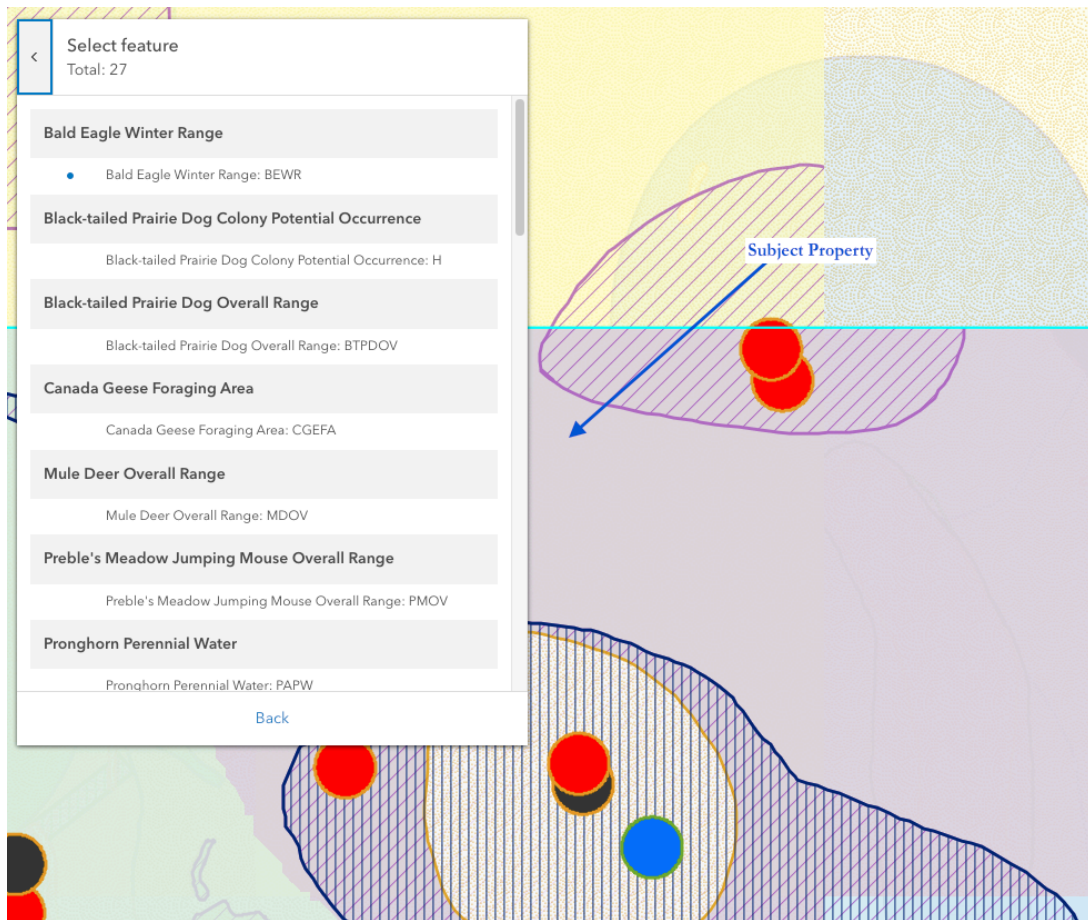 Select feature
Total: 27
Bald Eagle Winter Range
Bald Eagle Winter Range: BEWR
Black-tailed Prairie Dog Colony Potential Occurrence
Black-tailed Prairie Dog Colony Potential Occurrence: H
Black-tailed Prairie Dog Overall Range
Black-tailed Prairie Dog Overall Range: BTPDOV
Canada Geese Foraging Area
Canada Geese Foraging Area: CGEFA
Mule Deer Overall Range
Mule Deer Overall Range: MDOV
Preble's Meadow Jumping Mouse Overall Range
Preble's Meadow Jumping Mouse Overall Range: PMOV
Pronghorn Perennial Water
Pronghorn Perennial Water: PAPW
Back
Subject Property